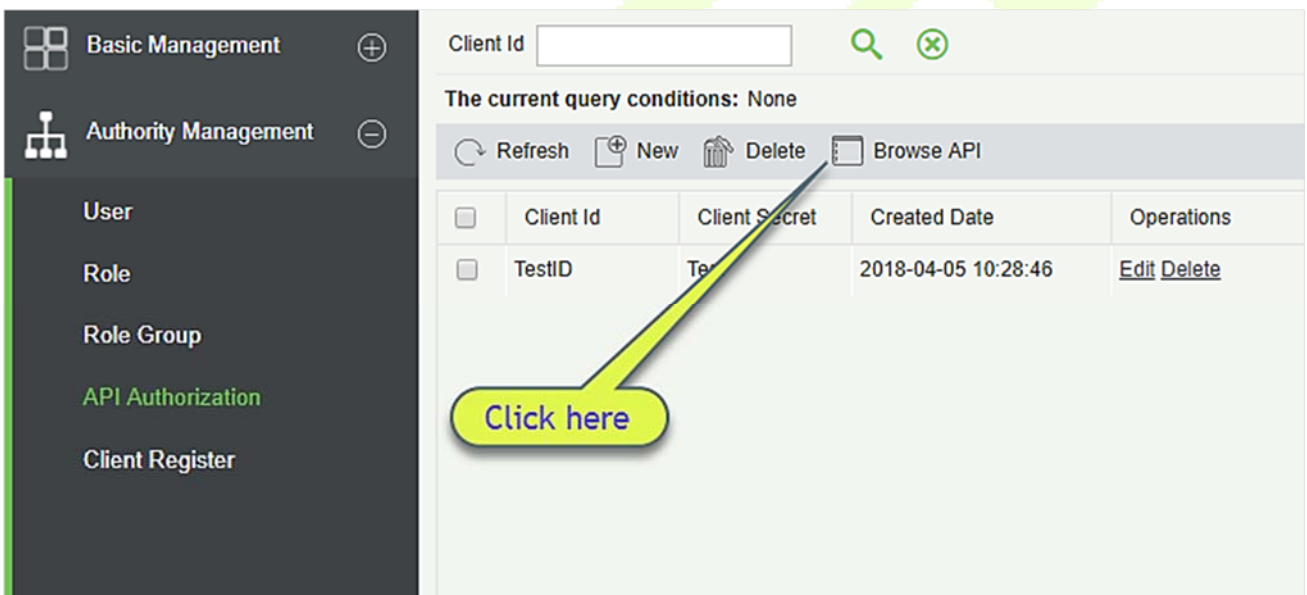 Basic Management
Authority Management
User
Role
Role Group
API Authorization
Client Register
Client Id
The current query conditions: None
Refresh New Delete Browse API
Client Id Client Secret Created Date Operations
TestID 2018-04-05 10:28:46 Edit Delete
Click here